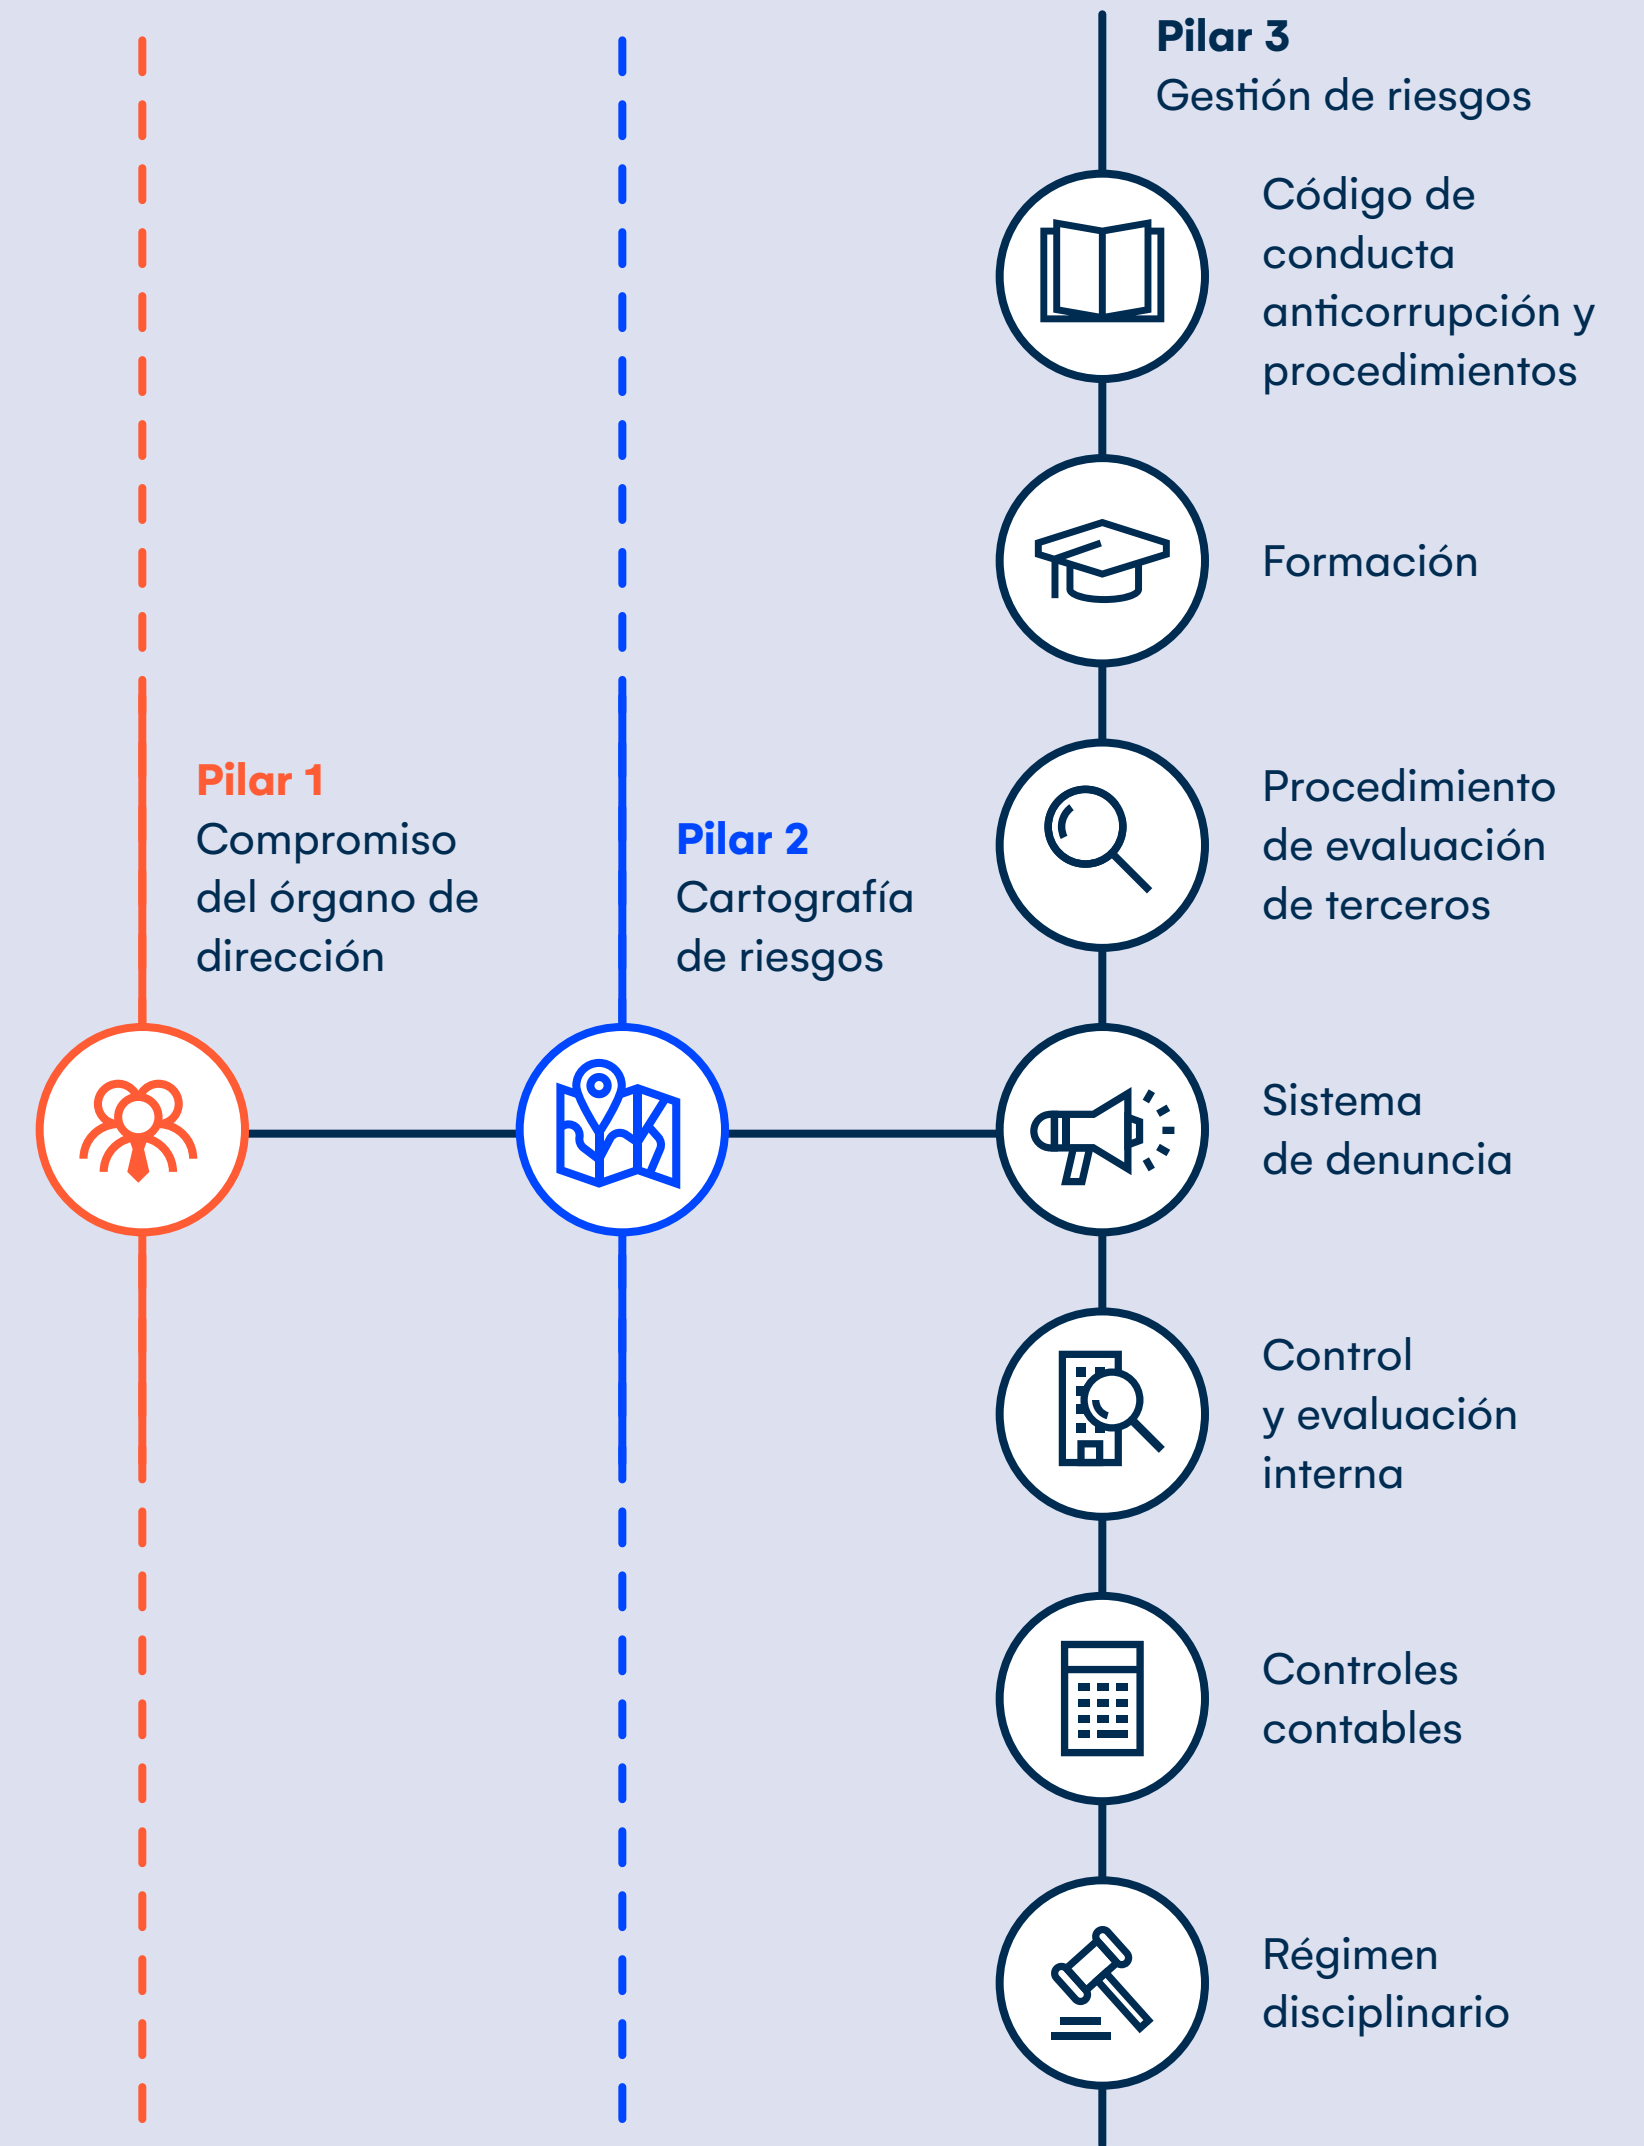 Pilar 1
Compromiso
del órgano de
dirección
Pilar 2
Cartografía
de riesgos
Pilar 3
Gestión de riesgos
Código de
conducta
anticorrupción y
procedimientos
Formación
Procedimiento
de evaluación
de terceros
Sistema
de denuncia
Control
y evaluación
interna
Controles
contables
Régimen
disciplinario